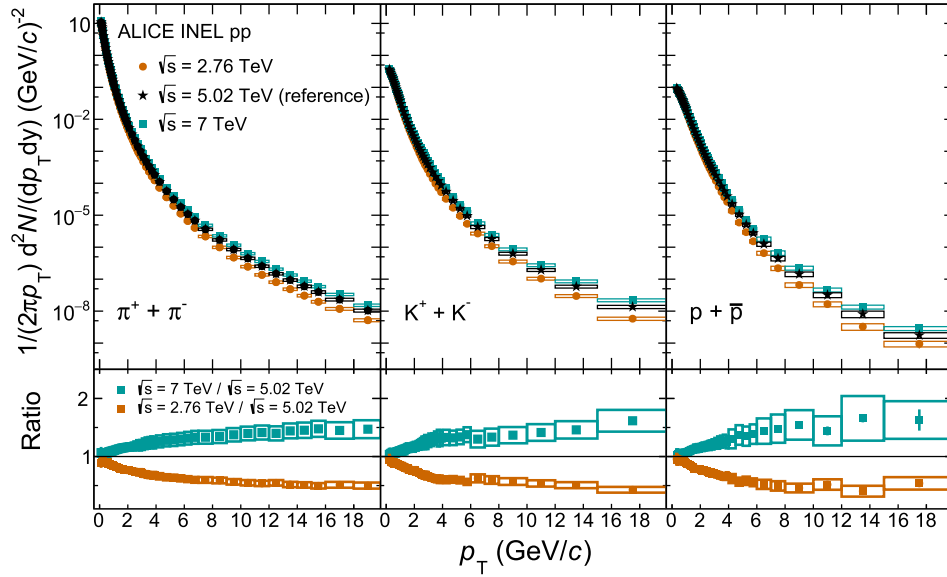 1/(2πp_T) d²N/(dp_Tdy) (GeV/c)⁻²
10
10⁻²
10⁻⁵
10⁻⁸
ALICE INEL pp
√s = 2.76 TeV
√s = 5.02 TeV (reference)
√s = 7 TeV
π⁺ + π⁻
K⁺ + K⁻
p + p̅
Ratio
2
1
√s = 7 TeV / √s = 5.02 TeV
√s = 2.76 TeV / √s = 5.02 TeV
0 2 4 6 8 10 12 14 16 18 0 2 4 6 8 10 12 14 16 18 0 2 4 6 8 10 12 14 16 18
p_T (GeV/c)